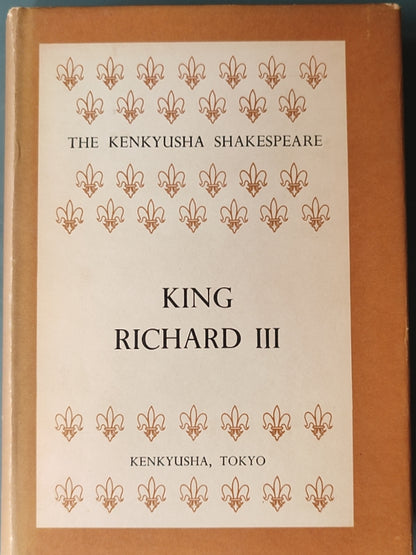 THE KENKYUSHA SHAKESPEARE
KING
RICHARD III
KENKYUSHA, TOKYO